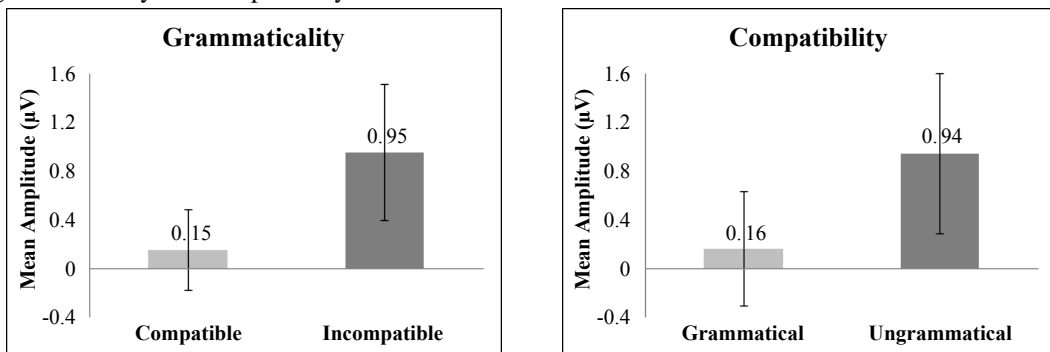 Grammaticality
Mean Amplitude (µV)
1.6
1.2
0.8
0.4
0
-0.4
0.15
0.95
Compatible
Incompatible
Compatibility
Mean Amplitude (µV)
1.6
1.2
0.8
0.4
0
-0.4
0.16
0.94
Grammatical
Ungrammatical